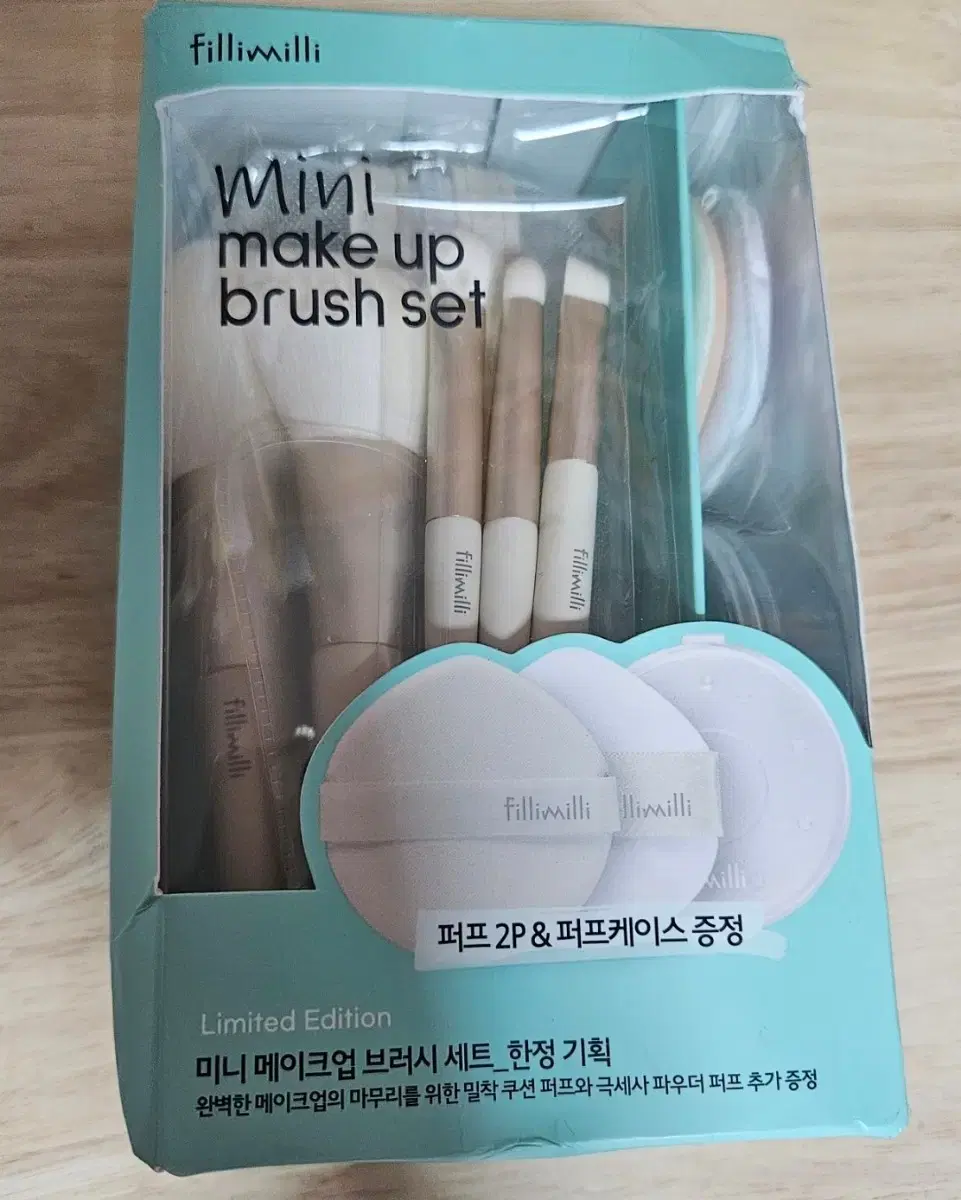 fillimilli
Mini
make up
brush set
fillimilli
fillimilli
fillimilli
fillimilli
llimilli
milli
퍼프 2P & 퍼프케이스 증정
Limited Edition
미니 메이크업 브러시 세트_한정 기획
완벽한 메이크업의 마무리를 위한 밀착 쿠션 퍼프와 극세사 파우더 퍼프 추가 증정